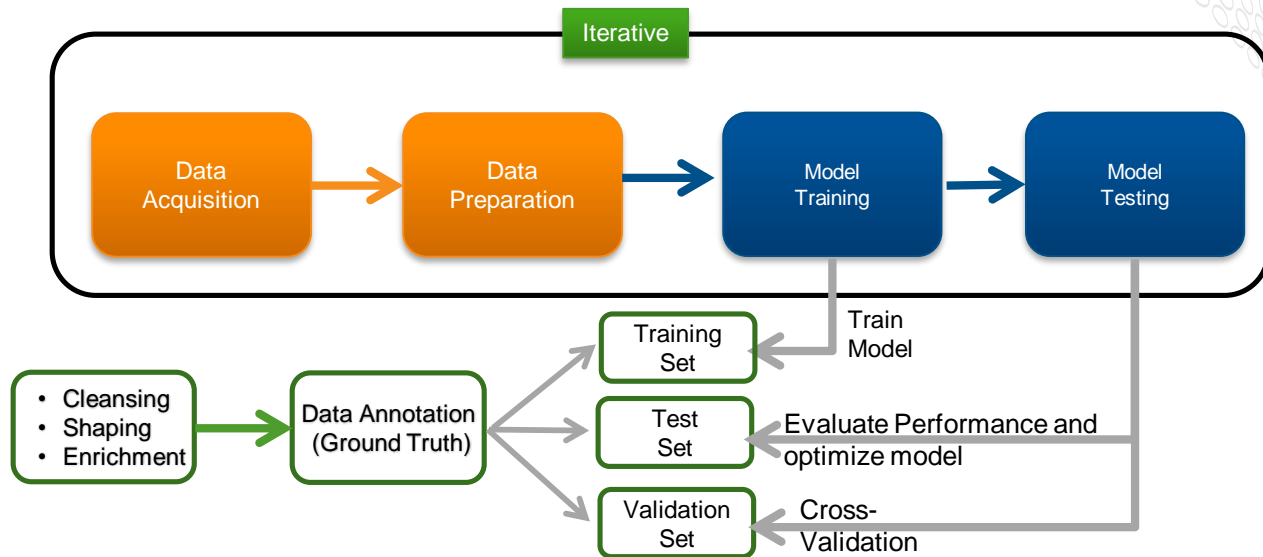 Iterative
Data
Acquisition
Data
Preparation
Model
Training
Model
Testing
Training
Set
Train
Model
• Cleansing
• Shaping
• Enrichment
Data Annotation
(Ground Truth)
Test
Set
Evaluate Performance and
optimize model
Validation
Set
Cross-
Validation